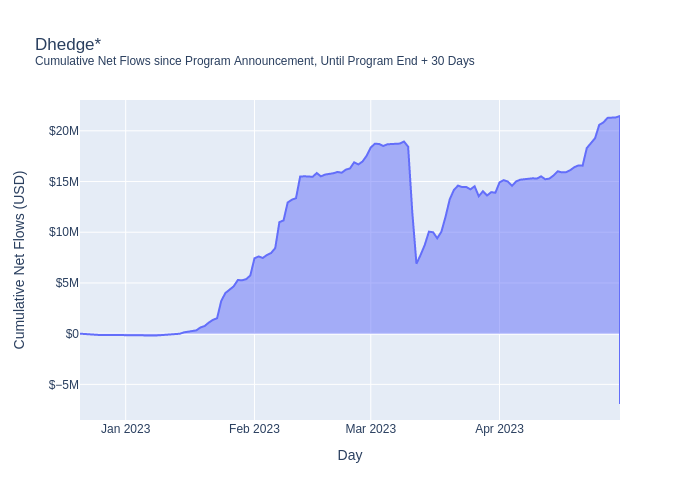 Dhedge*
Cumulative Net Flows since Program Announcement, Until Program End + 30 Days
Cumulative Net Flows (USD)
$20M
$15M
$10M
$5M
$0
$−5M
Jan 2023
Feb 2023
Mar 2023
Apr 2023
Day